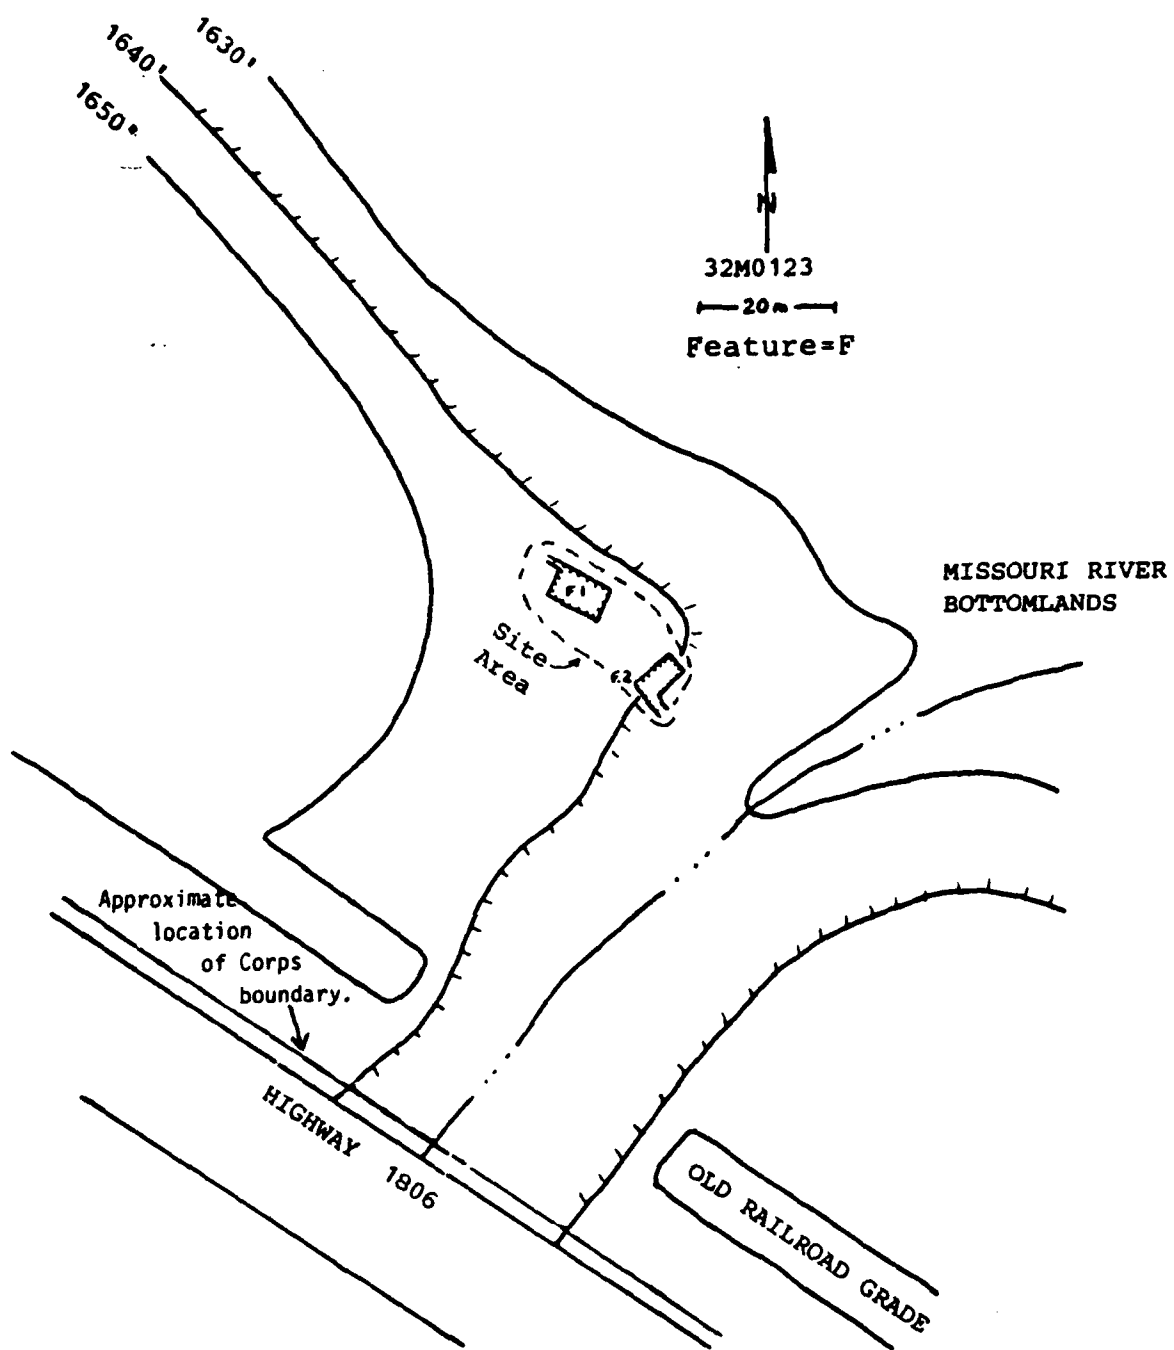 1630'
1640'
1650'
N
32MO123
20m
Feature=F
MISSOURI RIVER
BOTTOMLANDS
F1
Site
Area
F.2
Approximate
location
of Corps
boundary.
HIGHWAY 1806
OLD RAILROAD GRADE